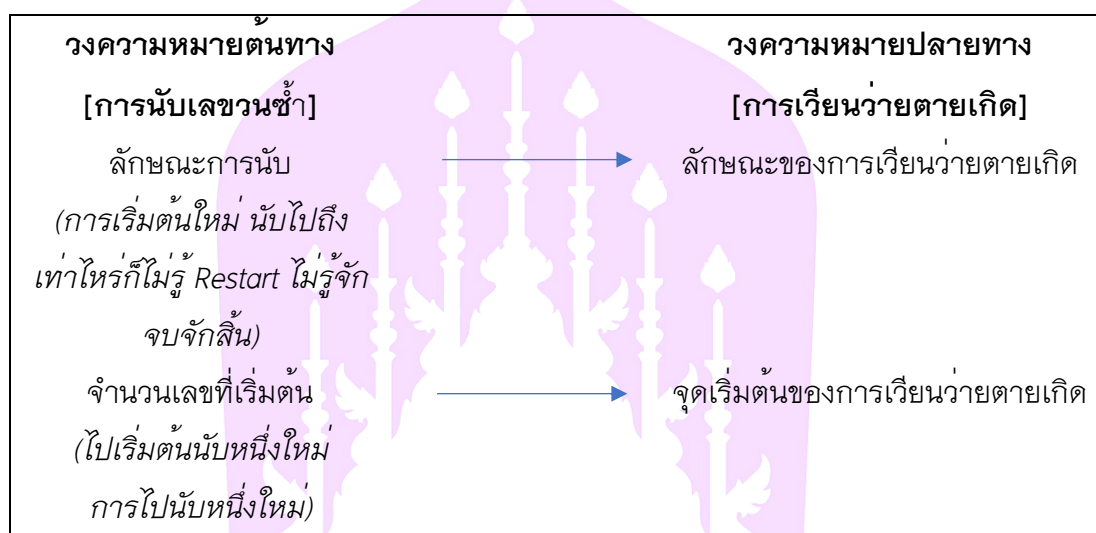 วงความหมายต้นทาง วงความหมายปลายทาง
[การนับเลขวนซ้ำ] [การเวียนว่ายตายเกิด]
ลักษณะการนับ ลักษณะของการเวียนว่ายตายเกิด
(การเริ่มต้นใหม่ นับไปถึง
เท่าไหร่ก็ไม่รู้ Restart ไม่รู้จัก
จบจักสิ้น)
จำนวนเลขที่เริ่มต้น จุดเริ่มต้นของการเวียนว่ายตายเกิด
(ไปเริ่มต้นนับหนึ่งใหม่
การไปนับหนึ่งใหม่)